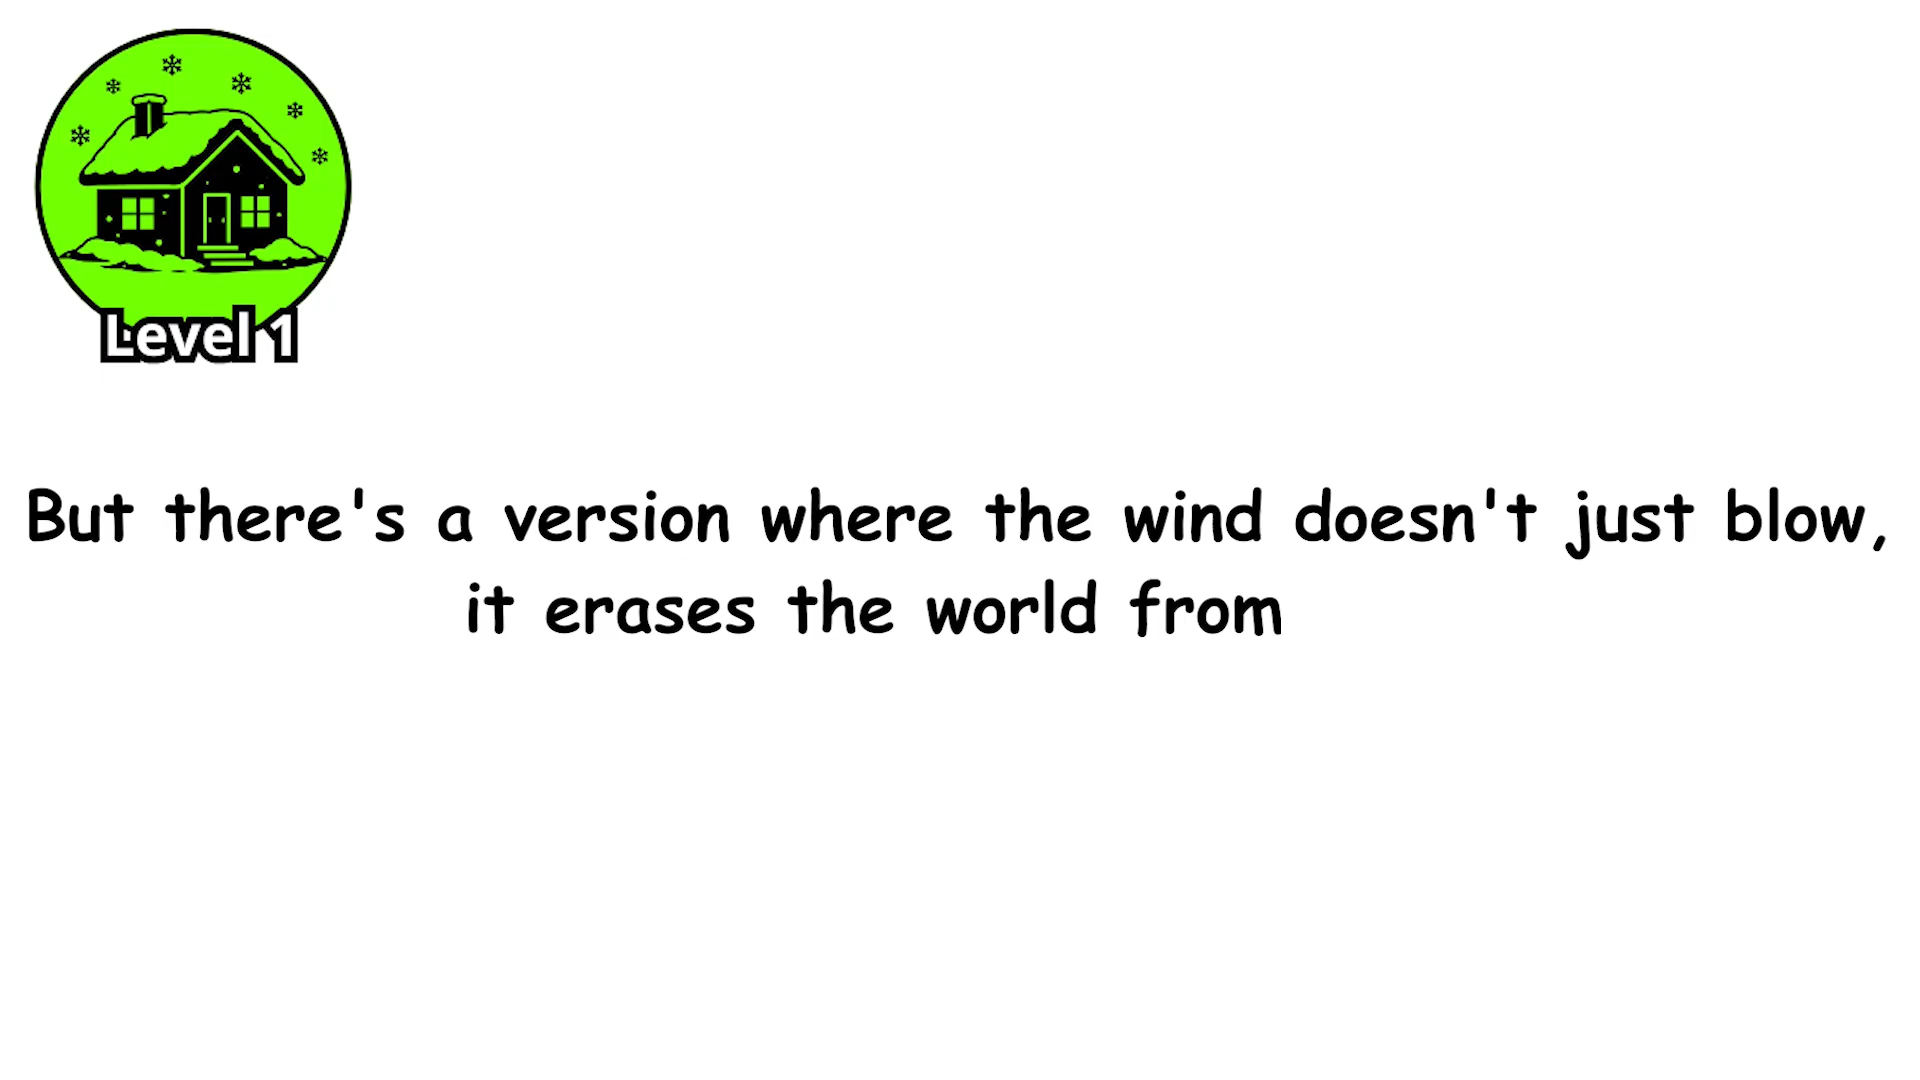 Level 1
But there's a version where the wind doesn't just blow,
it erases the world from